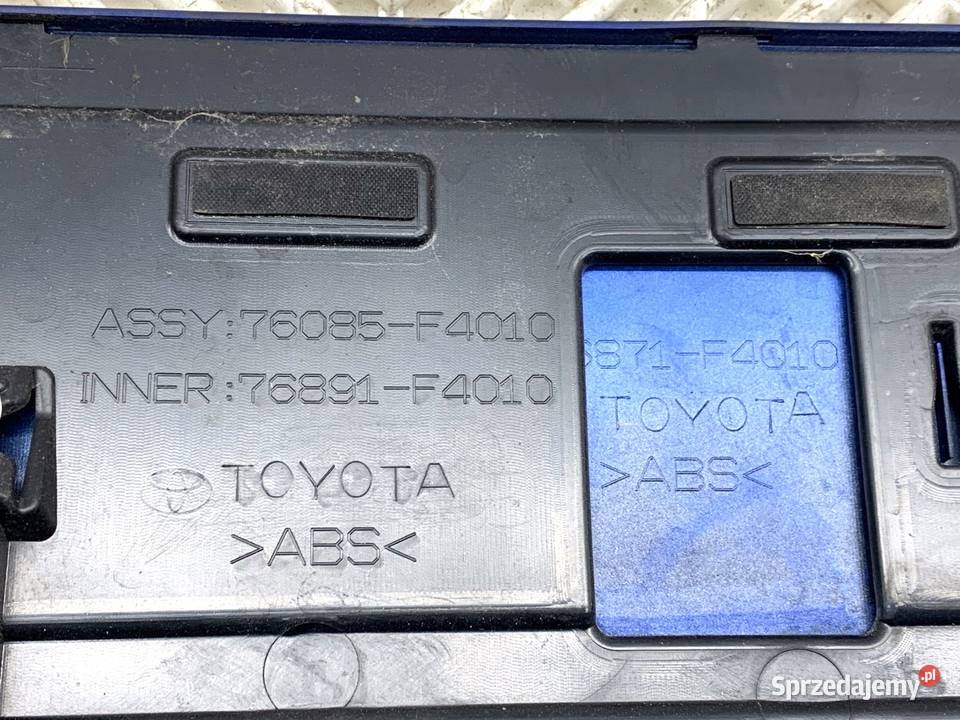 ASSY:76085-F4010
INNER:76891-F4010
TOYOTA
>ABS<
6871-F4010
TOYOTA
>ABS<
Sprzedajemy.pl